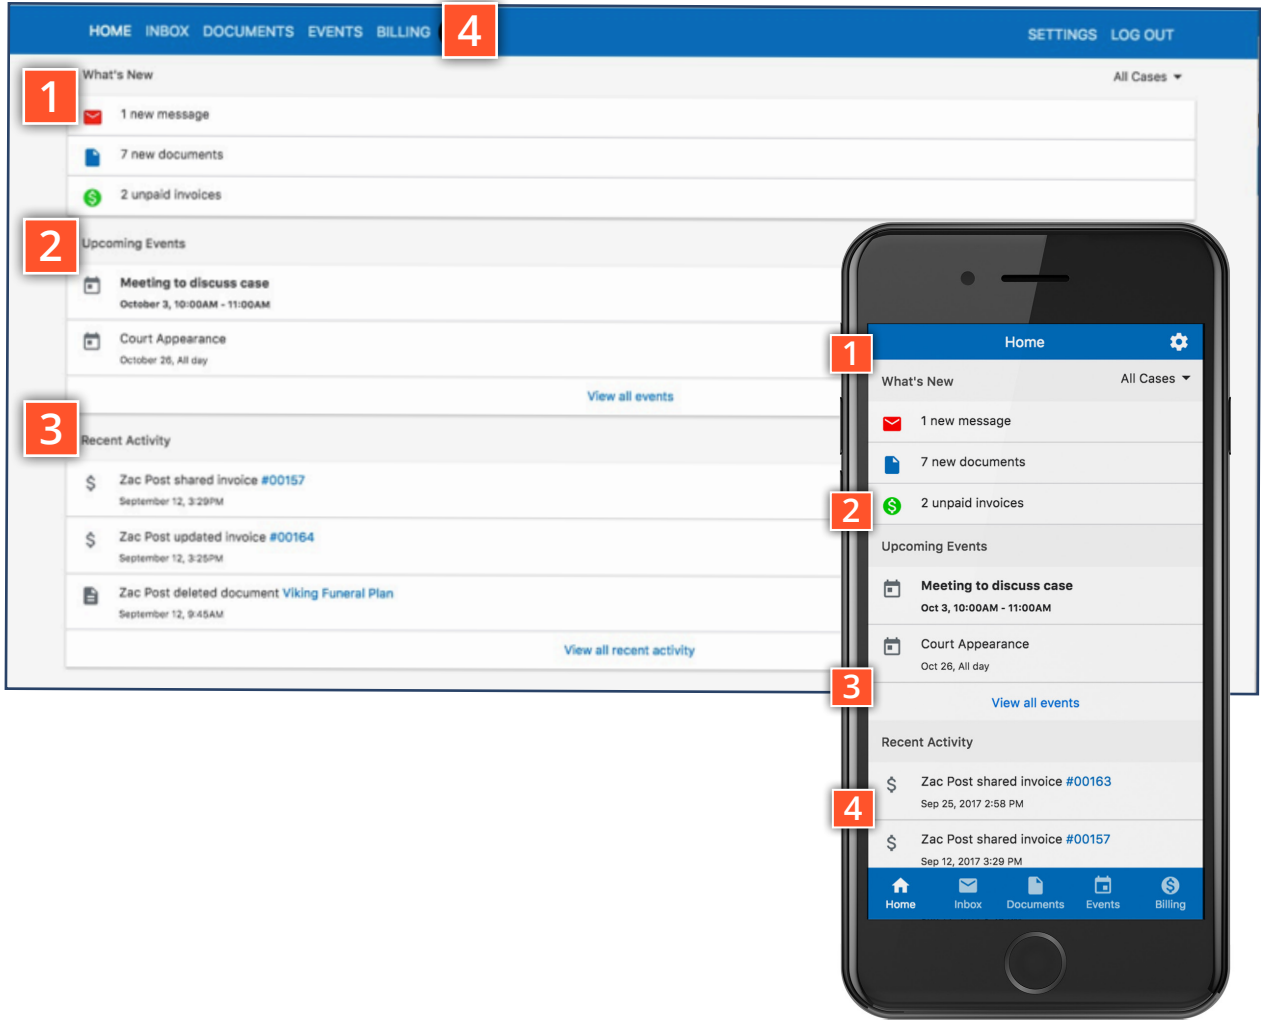 HOME INBOX DOCUMENTS EVENTS BILLING 4 SETTINGS LOG OUT
1 What's New All Cases
1 new message
7 new documents
2 unpaid invoices
2 Upcoming Events
Meeting to discuss case
October 3, 10:00AM - 11:00AM
Court Appearance
October 26, All day
View all events
3 Recent Activity
Zac Post shared invoice #00157
September 12, 3:29PM
Zac Post updated invoice #00164
September 12, 3:25PM
Zac Post deleted document Viking Funeral Plan
September 12, 9:45AM
View all recent activity
Home
1
What's New All Cases
1 new message
7 new documents
2 2 unpaid invoices
Upcoming Events
Meeting to discuss case
Oct 3, 10:00AM - 11:00AM
Court Appearance
Oct 26, All day
3
View all events
Recent Activity
Zac Post shared invoice #00163
Sep 25, 2017 2:58 PM
4
Zac Post shared invoice #00157
Sep 12, 2017 3:29 PM
Home Inbox Documents Events Billing